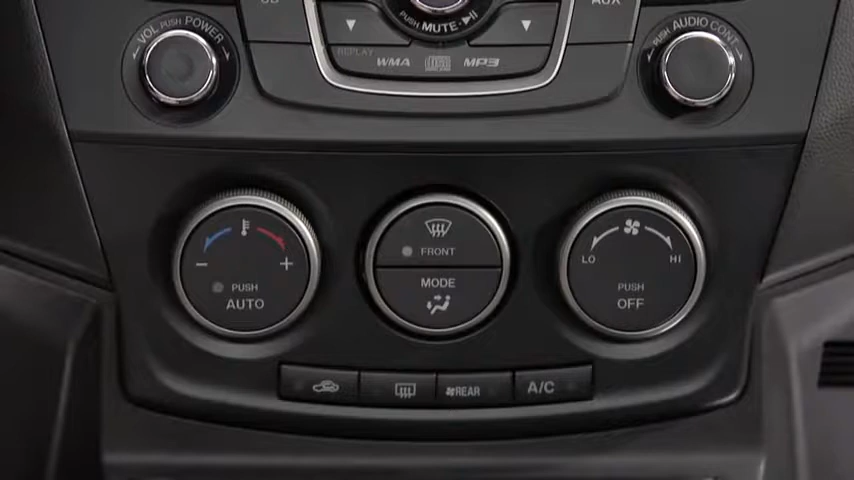 CD
AUX
VOL PUSH POWER
PUSH MUTE
PUSH AUDIO CONT
REPLAY
WMA
MP3
FRONT
MODE
LO
HI
PUSH
AUTO
PUSH
OFF
REAR
A/C